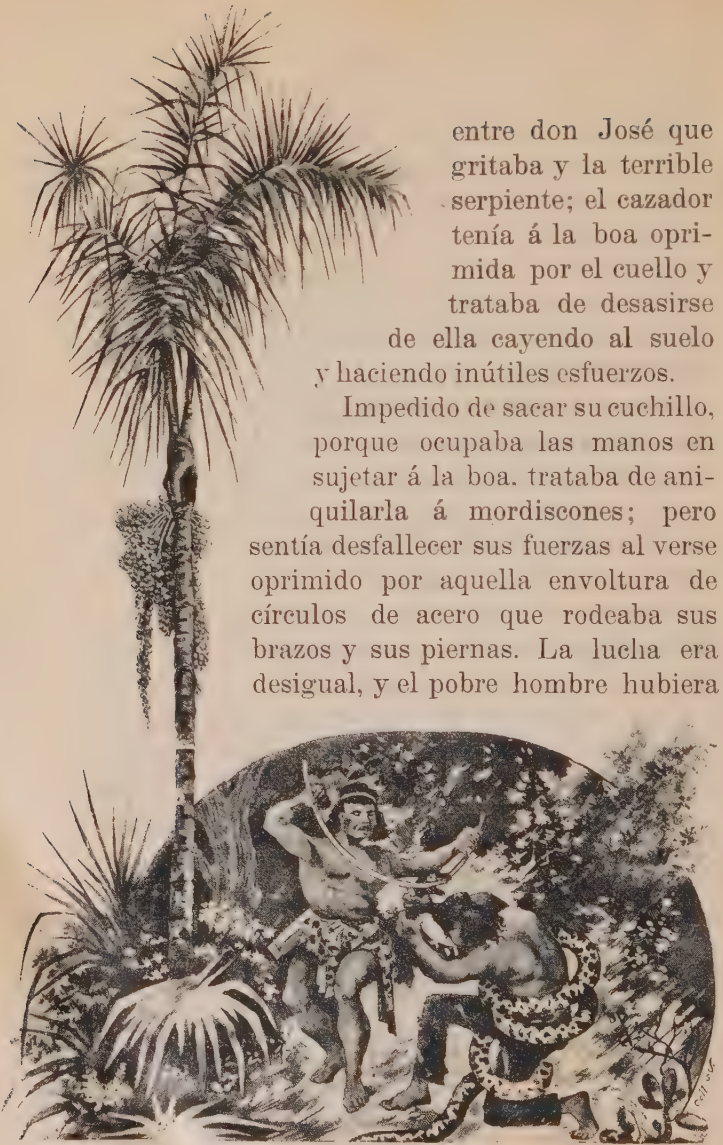 entre don José que
gritaba y la terrible
serpiente; el cazador
tenía á la boa opri-
mida por el cuello y
trataba de desasirse
de ella cayendo al suelo
y haciendo inútiles esfuerzos.
Impedido de sacar su cuchillo,
porque ocupaba las manos en
sujetar á la boa. trataba de ani-
quilarla á mordiscones; pero
sentía desfallecer sus fuerzas al verse
oprimido por aquella envoltura de
círculos de acero que rodeaba sus
brazos y sus piernas. La lucha era
desigual, y el pobre hombre hubiera